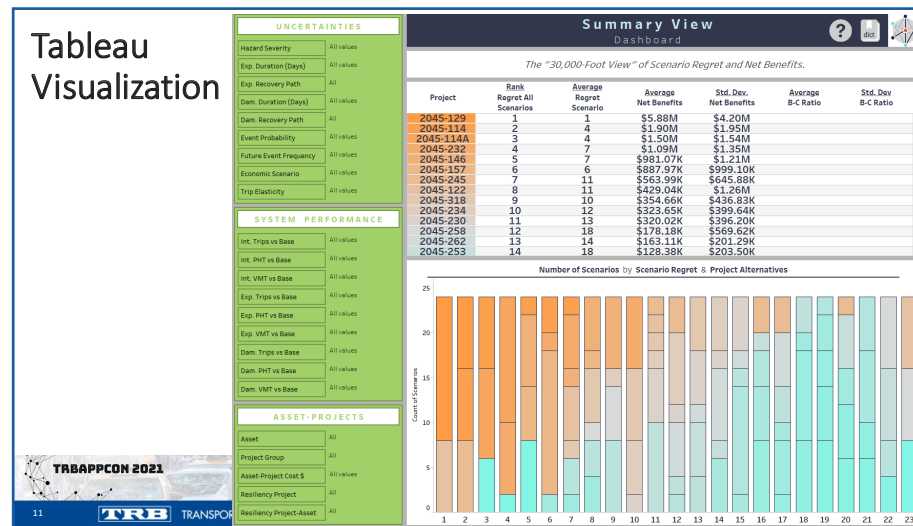 Tableau
Visualization
UNCERTAINTIES
Hazard Severity All values
Exp. Duration (Days) All values
Exp. Recovery Path All
Dam. Duration (Days) All values
Dam. Recovery Path All
Event Probability All values
Future Event Frequency All values
Economic Scenario All values
Trip Elasticity All values
SYSTEM PERFORMANCE
Int. Trips vs Base All values
Int. PHT vs Base All values
Int. VMT vs Base All values
Exp. Trips vs Base All values
Exp. PHT vs Base All values
Exp. VMT vs Base All values
Dam. Trips vs Base All values
Dam. PHT vs Base All values
Dam. VMT vs Base All values
ASSET-PROJECTS
Asset All
Project Group All
Asset-Project Cost $ All values
Resiliency Project All
Resiliency Project-Asset All
Summary View
Dashboard
? dict
The "30,000-Foot View" of Scenario Regret and Net Benefits.
Project Rank Regret All Scenarios Average Regret Scenario Average Net Benefits Std. Dev. Net Benefits Average B-C Ratio Std. Dev B-C Ratio
2045-129 1 1 $5.88M $4.20M
2045-114 2 4 $1.90M $1.95M
2045-114A 3 4 $1.50M $1.54M
2045-232 4 7 $1.09M $1.35M
2045-146 5 7 $981.07K $1.21M
2045-157 6 6 $887.97K $999.10K
2045-245 7 11 $563.99K $645.88K
2045-122 8 11 $429.04K $1.26M
2045-318 9 10 $354.66K $436.83K
2045-234 10 12 $323.65K $399.64K
2045-230 11 13 $320.02K $396.20K
2045-258 12 18 $178.18K $569.62K
2045-262 13 14 $163.11K $201.29K
2045-253 14 18 $128.38K $203.50K
Number of Scenarios by Scenario Regret & Project Alternatives
Count of Scenarios
25
20
15
10
5
0
1 2 3 4 5 6 7 8 9 10 11 12 13 14 15 16 17 18 19 20 21 22 23
TRBAPPCON 2021
11 TRB TRANSPOR